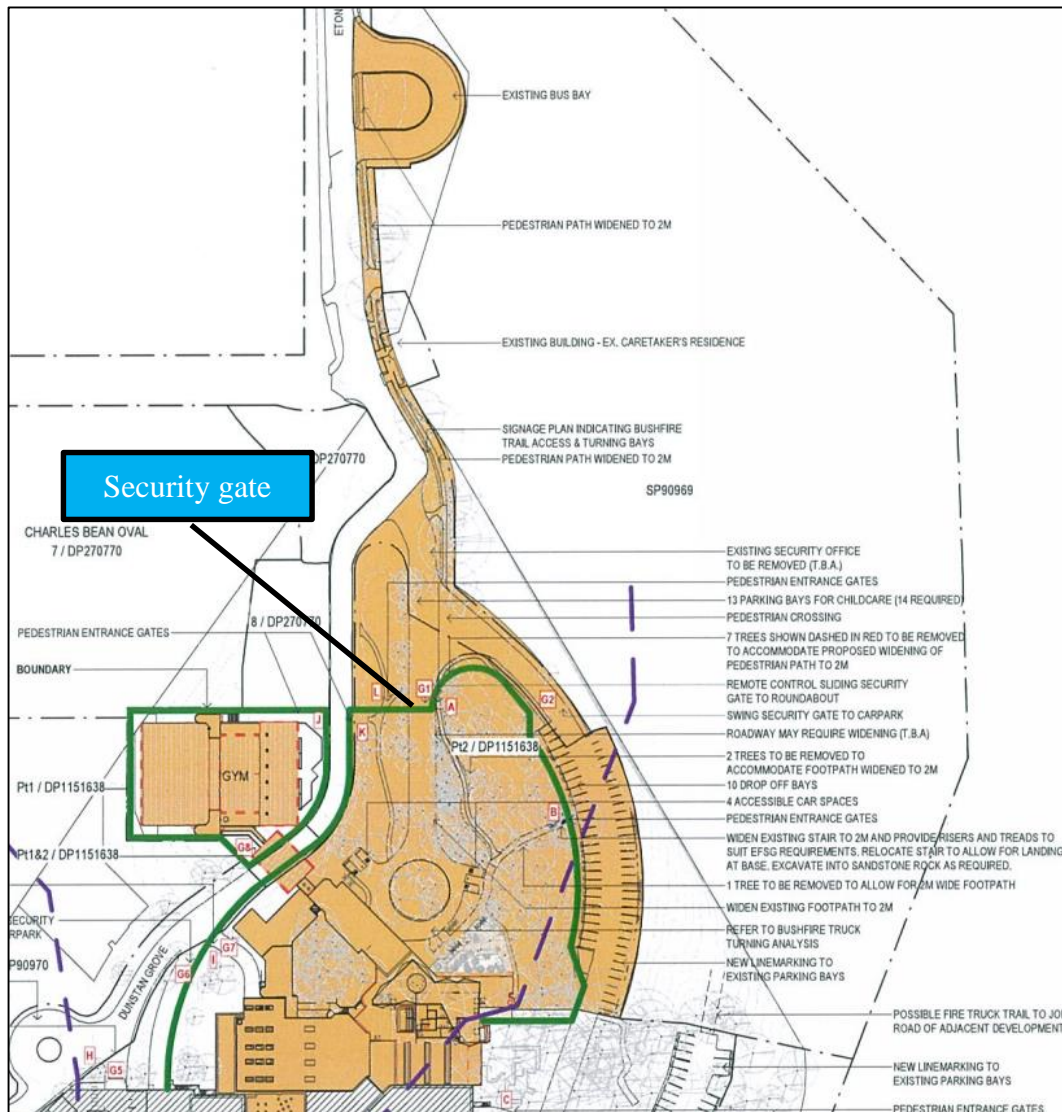 ETON
EXISTING BUS BAY
PEDESTRIAN PATH WIDENED TO 2M
EXISTING BUILDING - EX. CARETAKER'S RESIDENCE
SIGNAGE PLAN INDICATING BUSHFIRE
TRAIL ACCESS & TURNING BAYS
PEDESTRIAN PATH WIDENED TO 2M
DP270770
Security gate
SP90969
CHARLES BEAN OVAL
7 / DP270770
EXISTING SECURITY OFFICE
TO BE REMOVED (T.B.A.)
PEDESTRIAN ENTRANCE GATES
13 PARKING BAYS FOR CHILDCARE (14 REQUIRED)
PEDESTRIAN CROSSING
8 / DP270770
PEDESTRIAN ENTRANCE GATES
7 TREES SHOWN DASHED IN RED TO BE REMOVED
TO ACCOMMODATE PROPOSED WIDENING OF
PEDESTRIAN PATH TO 2M
BOUNDARY
REMOTE CONTROL SLIDING SECURITY
GATE TO ROUNDABOUT
L
G1
A
G2
SWING SECURITY GATE TO CARPARK
J
K
ROADWAY MAY REQUIRE WIDENING (T.B.A)
Pt2 / DP1151638
2 TREES TO BE REMOVED TO
ACCOMMODATE FOOTPATH WIDENED TO 2M
GYM
Pt1 / DP1151638
10 DROP OFF BAYS
4 ACCESSIBLE CAR SPACES
B
PEDESTRIAN ENTRANCE GATES
WIDEN EXISTING STAIR TO 2M AND PROVIDE RISERS AND TREADS TO
SUIT EFSG REQUIREMENTS. RELOCATE STAIR TO ALLOW FOR LANDING
AT BASE, EXCAVATE INTO SANDSTONE ROCK AS REQUIRED.
G8
Pt1&2 / DP1151638
1 TREE TO BE REMOVED TO ALLOW FOR 2M WIDE FOOTPATH
WIDEN EXISTING FOOTPATH TO 2M
SECURITY
RPARK
REFER TO BUSHFIRE TRUCK
TURNING ANALYSIS
G7
I
G6
P90970
NEW LINEMARKING TO
EXISTING PARKING BAYS
DUNSTAN GROVE
POSSIBLE FIRE TRUCK TRAIL TO JO
ROAD OF ADJACENT DEVELOPMENT
H
G5
NEW LINEMARKING TO
EXISTING PARKING BAYS
C
PEDESTRIAN ENTRANCE GATES